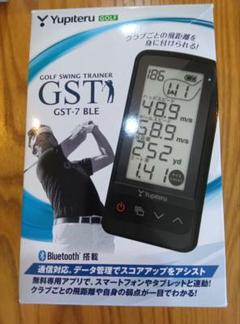 Yupiteru GOLF
クラブごとの飛距離を
身に付けられる!
GOLF SWING TRAINER
GST
GST-7 BLE
186
W1
48.9
m/s
58.9
m/s
252
yd
1.41
Yupiteru
Bluetooth® 搭載
通信対応。データ管理でスコアアップをアシスト
無料専用アプリで、スマートフォンやタブレットと連動!
クラブごとの飛距離や自身の弱点が一目でわかる!